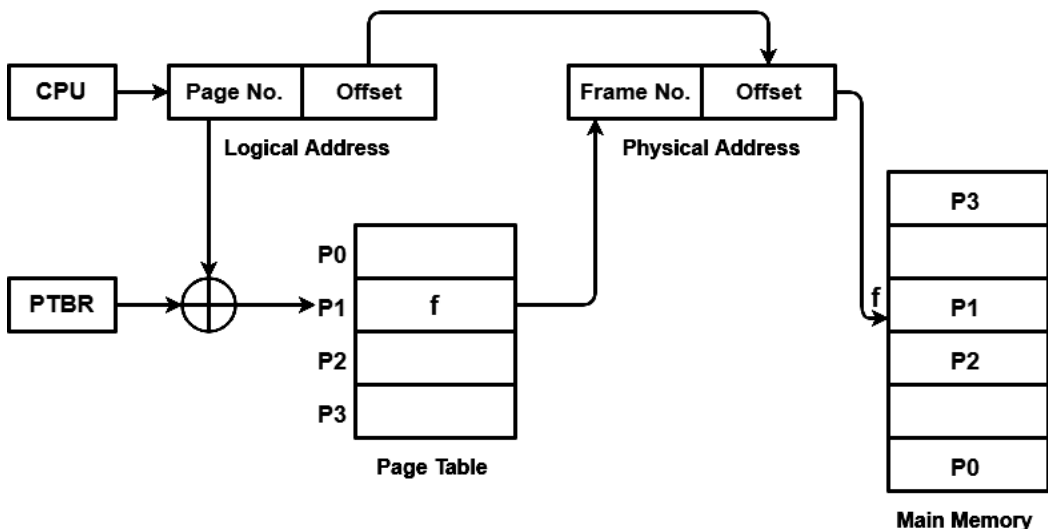 CPU
Page No.
Offset
Frame No.
Offset
Logical Address
Physical Address
P3
P0
PTBR
P1
f
f
P1
P2
P2
P3
Page Table
P0
Main Memory